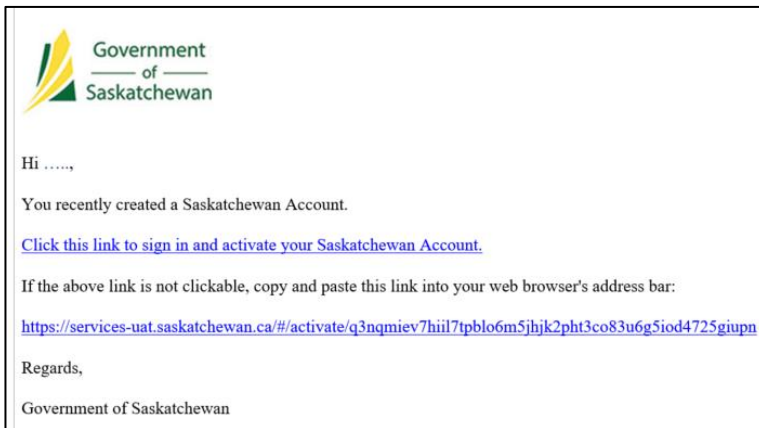 Government
of
Saskatchewan
Hi .....,
You recently created a Saskatchewan Account.
Click this link to sign in and activate your Saskatchewan Account.
If the above link is not clickable, copy and paste this link into your web browser's address bar:
https://services-uat.saskatchewan.ca/#/activate/q3nqmiev7hiil7tpblo6m5jhjk2pht3co83u6g5iod4725giupn
Regards,
Government of Saskatchewan